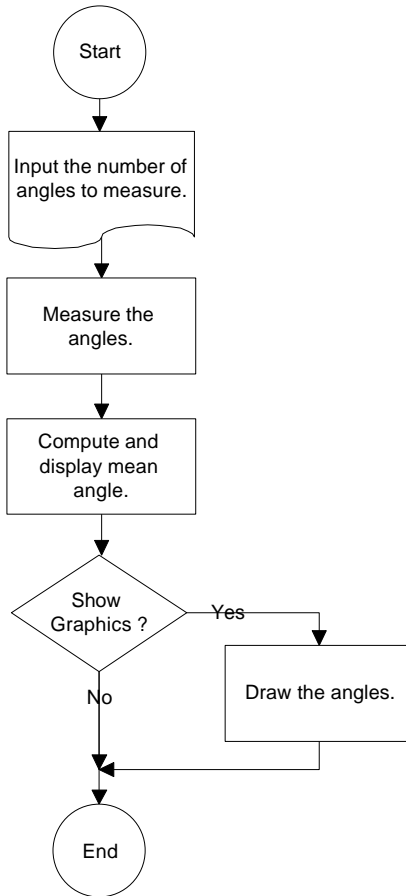 Start
Input the number of
angles to measure.
Measure the
angles.
Compute and
display mean
angle.
Show
Graphics ?
Yes
No
Draw the angles.
End